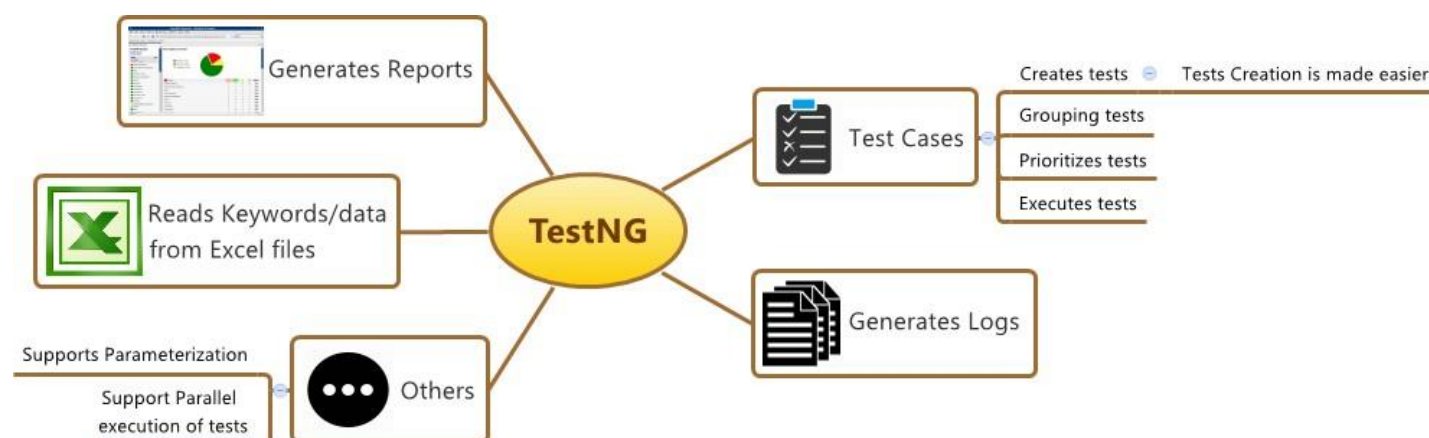 Generates Reports
Reads Keywords/data
from Excel files
Supports Parameterization
Support Parallel
execution of tests
Others
TestNG
Test Cases
Creates tests
Tests Creation is made easier
Grouping tests
Prioritizes tests
Executes tests
Generates Logs